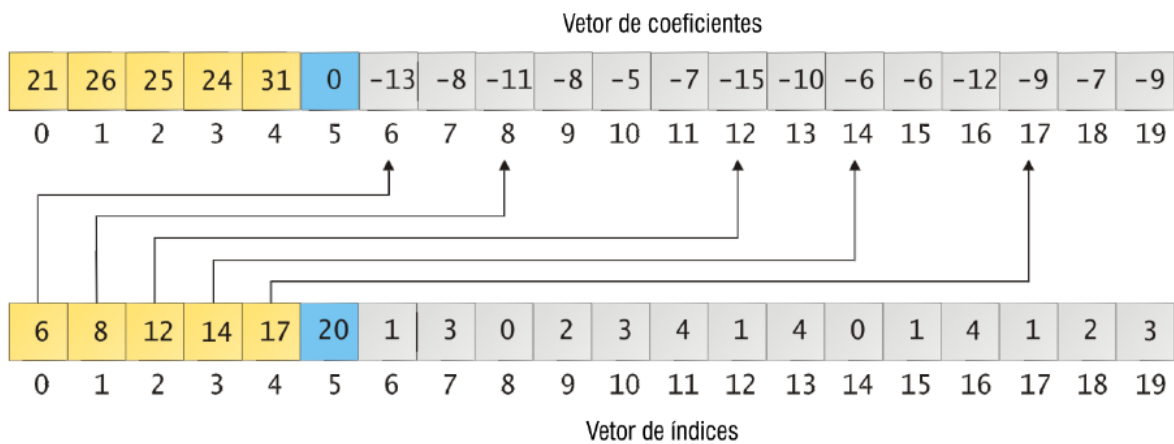 Vetor de coeficientes
21 26 25 24 31 0 −13 −8 −11 −8 −5 −7 −15 −10 −6 −6 −12 −9 −7 −9
0 1 2 3 4 5 6 7 8 9 10 11 12 13 14 15 16 17 18 19
6 8 12 14 17 20 1 3 0 2 3 4 1 4 0 1 4 1 2 3
0 1 2 3 4 5 6 7 8 9 10 11 12 13 14 15 16 17 18 19
Vetor de índices